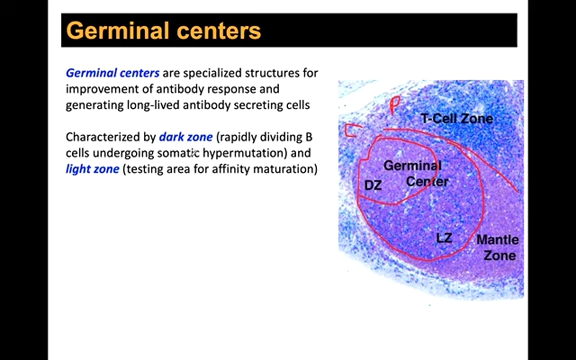 Germinal centers
Germinal centers are specialized structures for
improvement of antibody response and
generating long-lived antibody secreting cells
Characterized by dark zone (rapidly dividing B
cells undergoing somatic hypermutation) and
light zone (testing area for affinity maturation)
P
T-Cell Zone
Germinal
Center
DZ
LZ
Mantle
Zone